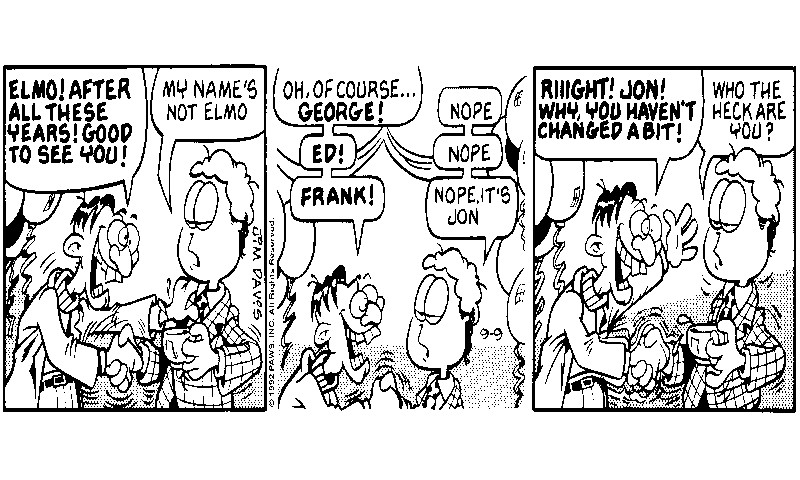 ELMO! AFTER
ALL THESE
YEARS! GOOD
TO SEE YOU!
MY NAME'S
NOT ELMO
JIM DAVIS
© 1992 PAWS, INC. All Rights Reserved.
OH, OF COURSE...
GEORGE!
NOPE
ED!
NOPE
FRANK!
NOPE. IT'S
JON
9-9
RIIIGHT! JON!
WHY, YOU HAVEN'T
CHANGED A BIT!
WHO THE
HECK ARE
YOU?